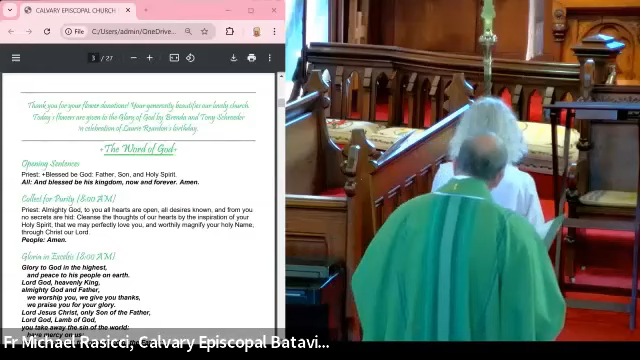 CALVARY EPISCOPAL CHURCH
File
C:/Users/admin/OneDrive...
3 / 27
Thank you for your flower donations! Your generosity beautifies our lovely church.
Today's flowers are given to the Glory of God by Brenda and Tony Schroeder
in celebration of Laurie Reardon's birthday.
The Word of God
Opening Sentences
Priest: +Blessed be God: Father, Son, and Holy Spirit.
All: And blessed be his kingdom, now and forever. Amen.
Collect for Purity [8:00 AM]
Priest: Almighty God, to you all hearts are open, all desires known, and from you
no secrets are hid: Cleanse the thoughts of our hearts by the inspiration of your
Holy Spirit, that we may perfectly love you, and worthily magnify your holy Name;
through Christ our Lord.
People: Amen.
Gloria in Excelsis [8:00 AM]
Glory to God in the highest,
and peace to his people on earth.
Lord God, heavenly King,
almighty God and Father,
we worship you, we give you thanks,
we praise you for your glory.
Lord Jesus Christ, only Son of the Father,
Lord God, Lamb of God,
you take away the sin of the world:
have mercy on us;
Fr Michael Rasicci, Calvary Episcopal Batavi...